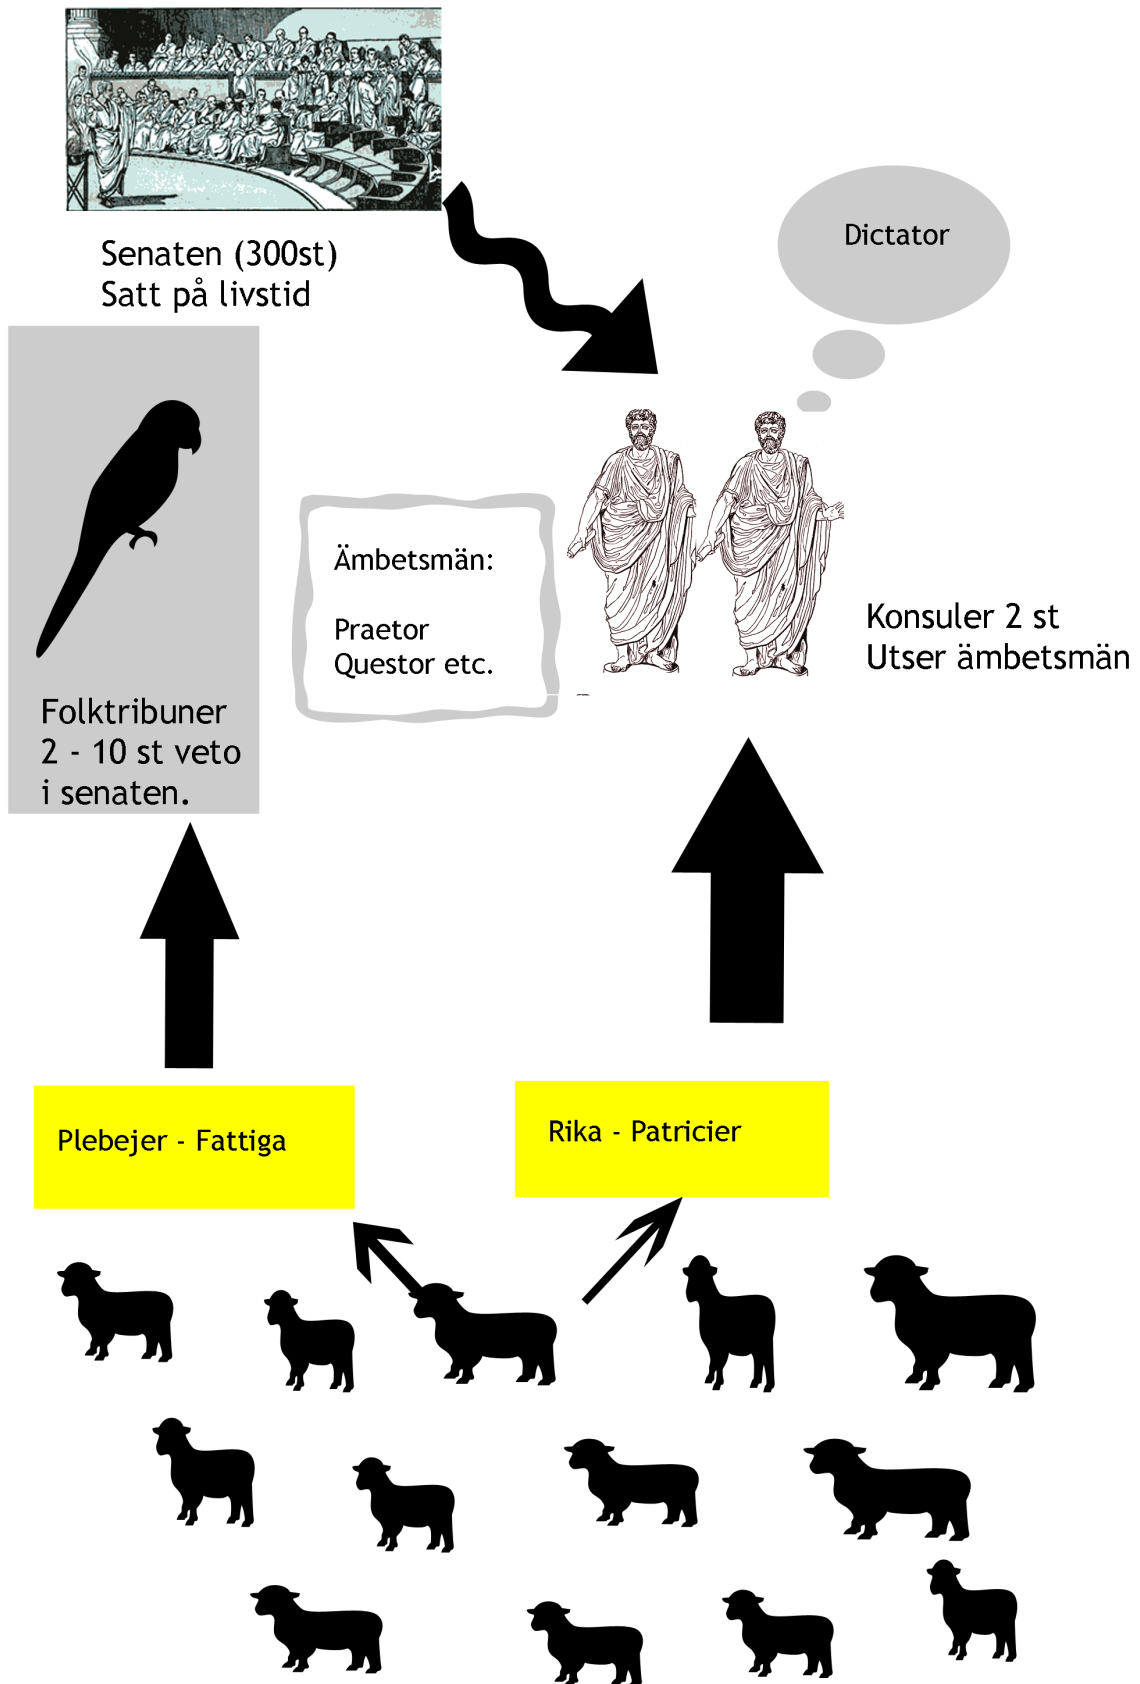 Senaten (300st)
Satt på livstid
Dictator
Ämbetsmän:
Praetor
Questor etc.
Konsuler 2 st
Utser ämbetsmän
Folktribuner
2 - 10 st veto
i senaten.
Plebejer - Fattiga
Rika - Patricier